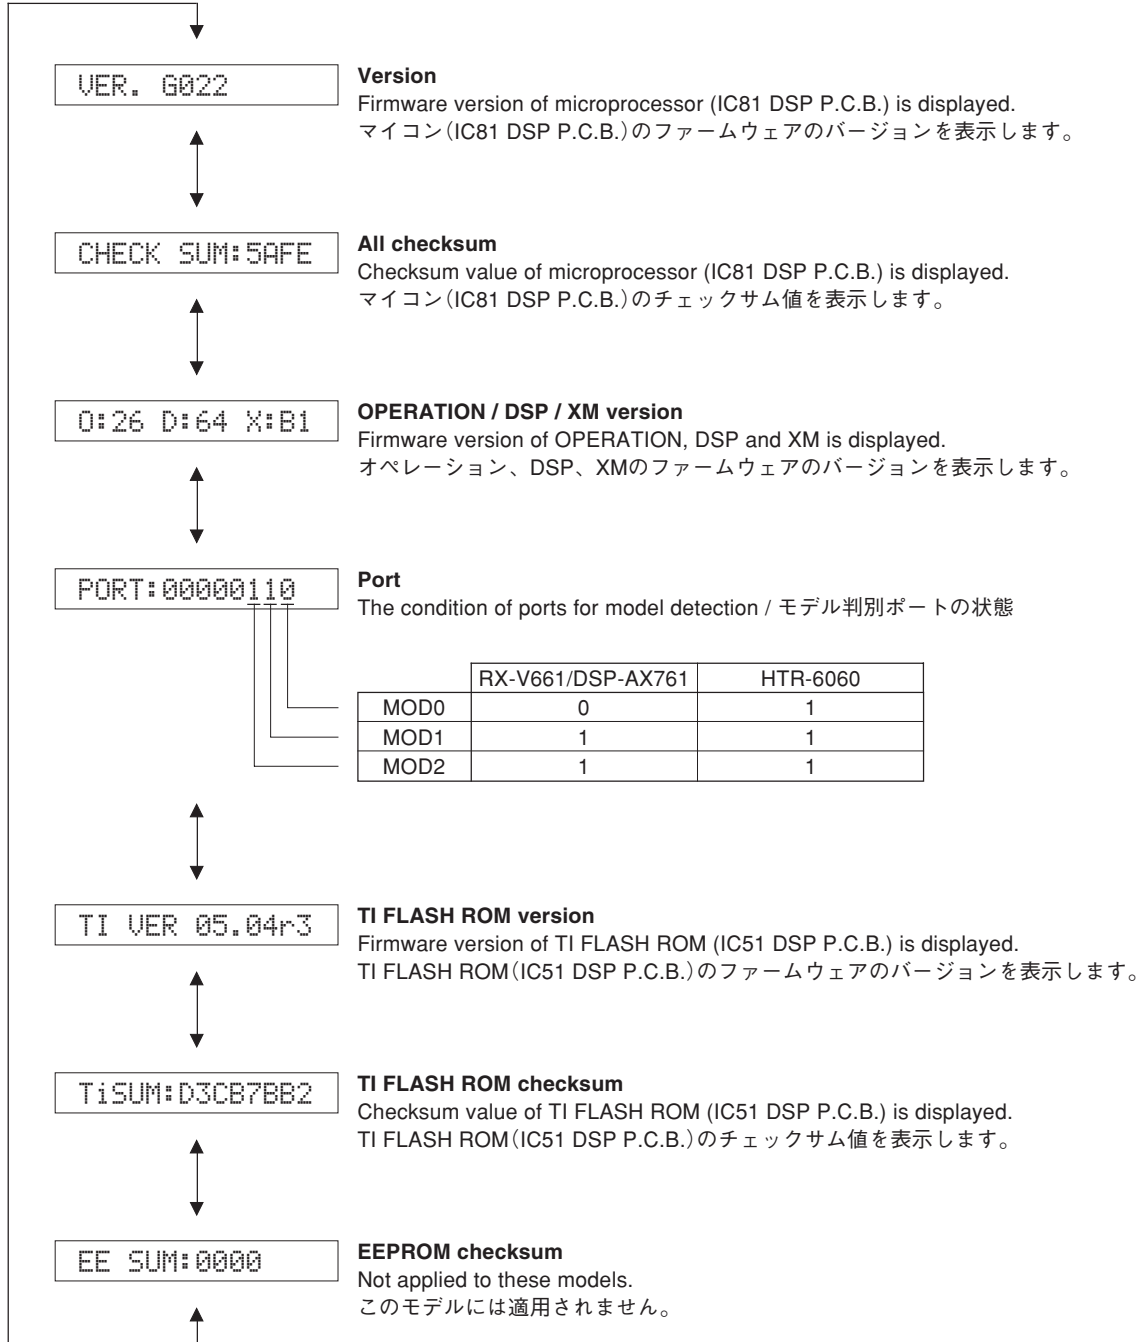 VER. G022
Version
Firmware version of microprocessor (IC81 DSP P.C.B.) is displayed.
マイコン（IC81 DSP P.C.B.）のファームウェアのバージョンを表示します。
CHECK SUM:5AFE
All checksum
Checksum value of microprocessor (IC81 DSP P.C.B.) is displayed.
マイコン（IC81 DSP P.C.B.）のチェックサム値を表示します。
O:26 D:64 X:B1
OPERATION / DSP / XM version
Firmware version of OPERATION, DSP and XM is displayed.
オペレーション、DSP、XMのファームウェアのバージョンを表示します。
PORT:00000110
Port
The condition of ports for model detection / モデル判別ポートの状態
RX-V661/DSP-AX761 HTR-6060
MOD0 0 1
MOD1 1 1
MOD2 1 1
TI VER 05.04r3
TI FLASH ROM version
Firmware version of TI FLASH ROM (IC51 DSP P.C.B.) is displayed.
TI FLASH ROM（IC51 DSP P.C.B.）のファームウェアのバージョンを表示します。
TiSUM:D3CB7BB2
TI FLASH ROM checksum
Checksum value of TI FLASH ROM (IC51 DSP P.C.B.) is displayed.
TI FLASH ROM（IC51 DSP P.C.B.）のチェックサム値を表示します。
EE SUM:0000
EEPROM checksum
Not applied to these models.
このモデルには適用されません。